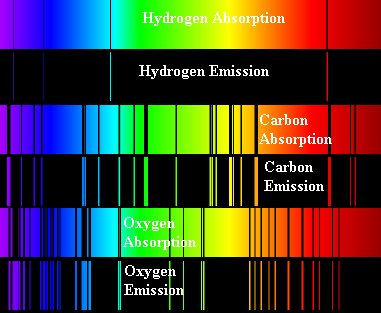 Hydrogen Absorption
Hydrogen Emission
Carbon
Absorption
Carbon
Emission
Oxygen
Absorption
Oxygen
Emission